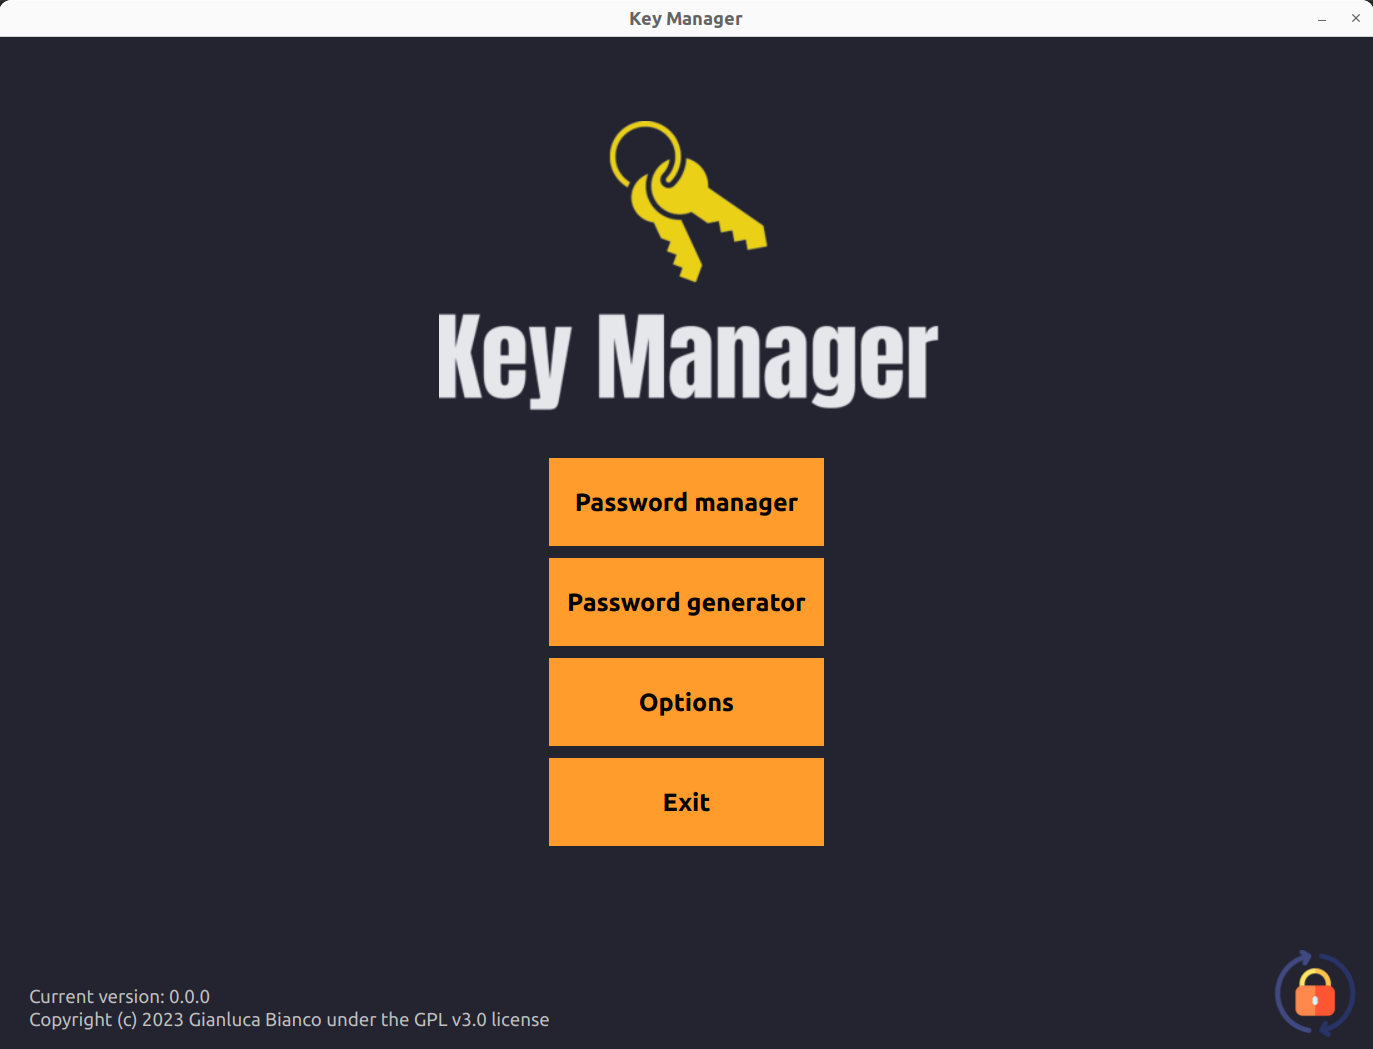 Key Manager
Key Manager
Password manager
Password generator
Options
Exit
Current version: 0.0.0
Copyright (c) 2023 Gianluca Bianco under the GPL v3.0 license